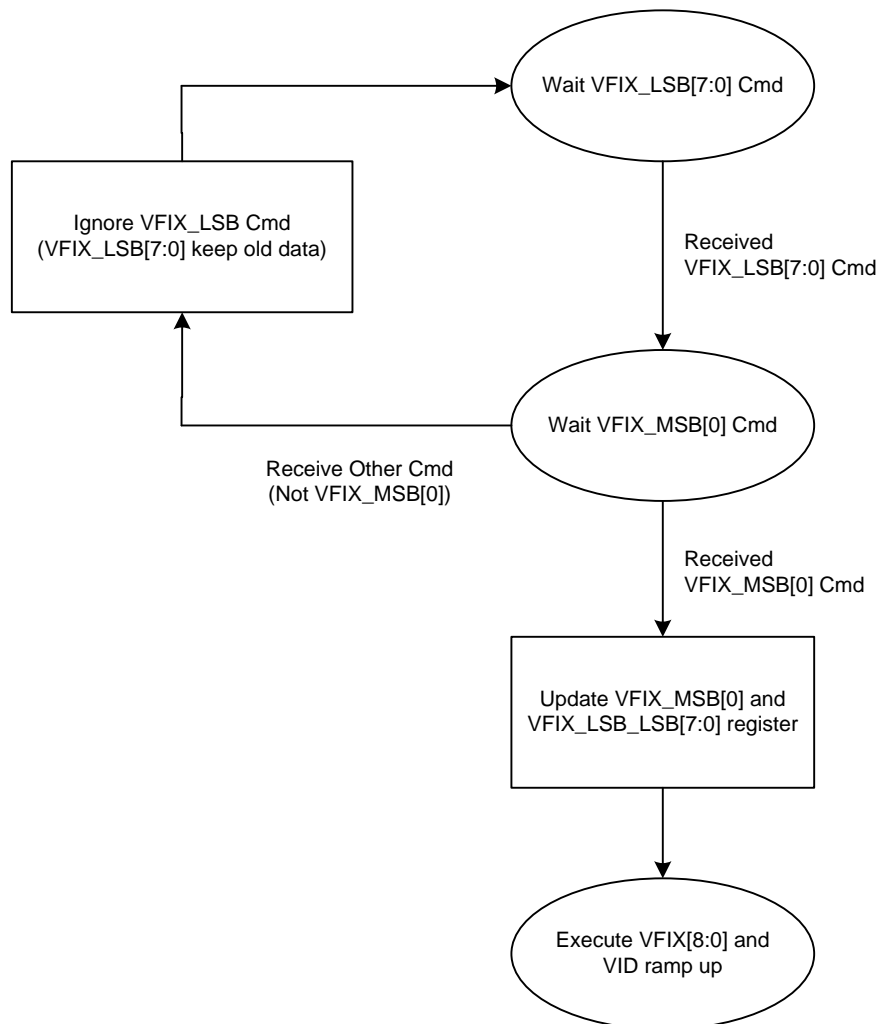 Wait VFIX_LSB[7:0] Cmd
Ignore VFIX_LSB Cmd
(VFIX_LSB[7:0] keep old data)
Received
VFIX_LSB[7:0] Cmd
Wait VFIX_MSB[0] Cmd
Receive Other Cmd
(Not VFIX_MSB[0])
Received
VFIX_MSB[0] Cmd
Update VFIX_MSB[0] and
VFIX_LSB_LSB[7:0] register
Execute VFIX[8:0] and
VID ramp up